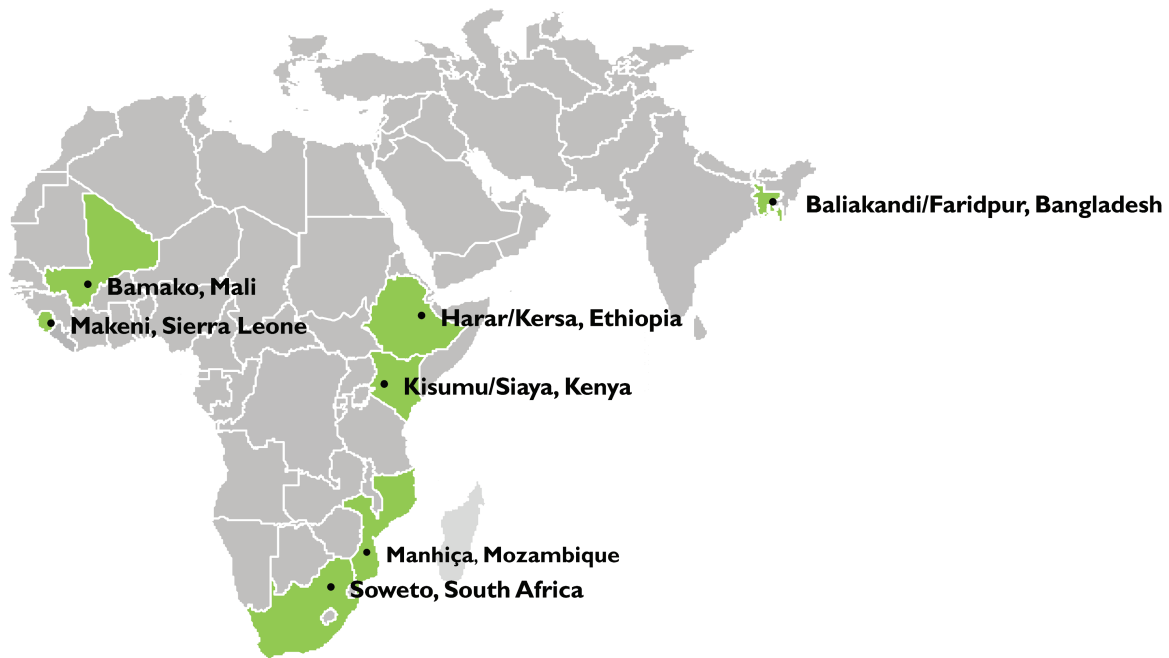 Baliakandi/Faridpur, Bangladesh
Bamako, Mali
Harar/Kersa, Ethiopia
Makeni, Sierra Leone
Kisumu/Siaya, Kenya
Manhiça, Mozambique
Soweto, South Africa